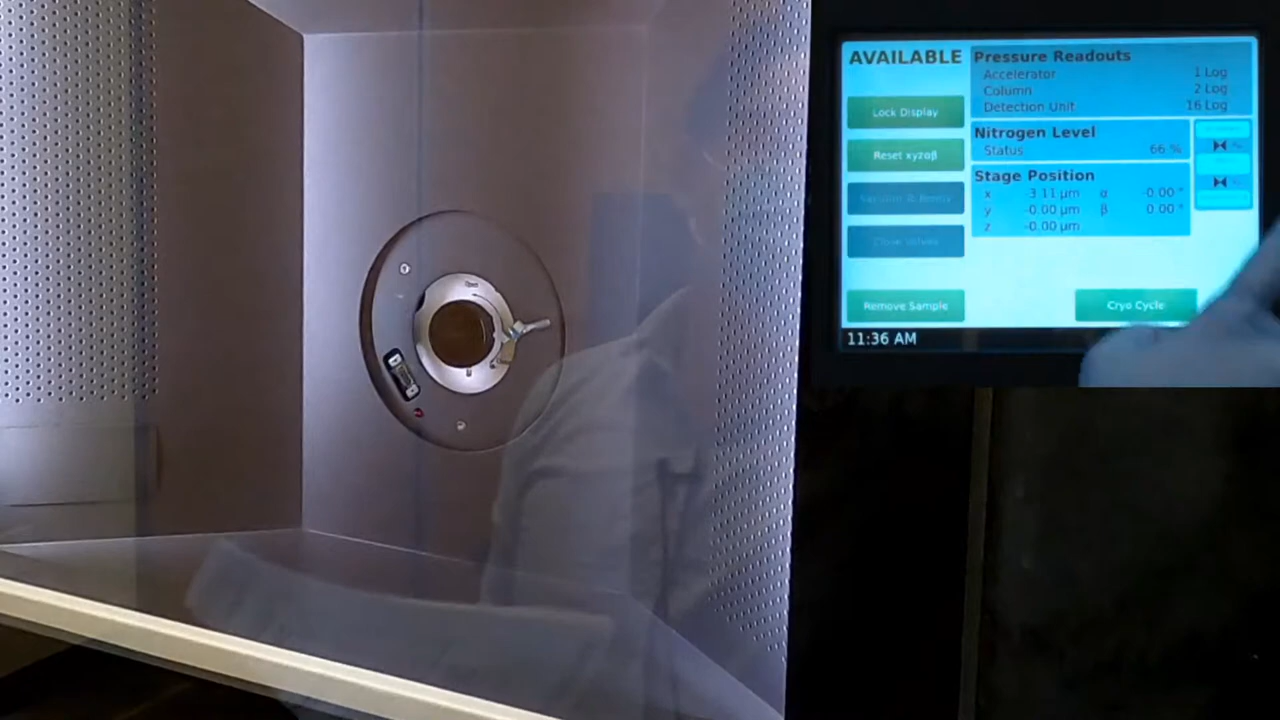 AVAILABLE
Lock Display
Reset xyzαβ
Remove Sample
Pressure Readouts
Accelerator 1 Log
Column 2 Log
Detection Unit 16 Log
Nitrogen Level
Status 66 %
Stage Position
x -3.11 µm α -0.00 °
y -0.00 µm β 0.00 °
z -0.00 µm
Cryo Cycle
11:36 AM
Open